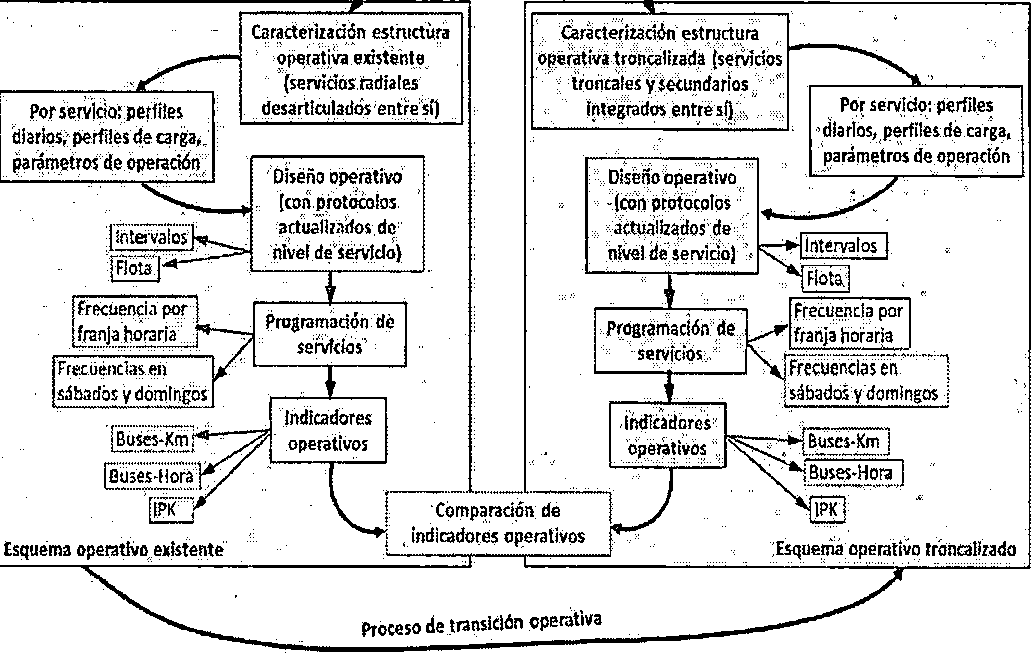 Caracterización estructura
operativa existente
(servicios radiales
desarticulados entre sí)
Por servicio: perfiles
diarios, perfiles de carga,
parámetros de operación
Diseño operativo
(con protocolos
actualizados de
nivel de servicio)
Intervalos
Flota
Programación de
servicios
Frecuencia por
franja horaria
Frecuencias en
sábados y domingos
Indicadores
operativos
Buses-Km
Buses-Hora
IPK
Esquema operativo existente
Caracterización estructura
operativa troncalizada (servicios
troncales y secundarios
integrados entre sí)
Por servicio: perfiles
diarios, perfiles de carga,
parámetros de operación
Diseño operativo
(con protocolos
actualizados de
nivel de servicio)
Intervalos
Flota
Programación de
servicios
Frecuencia por
franja horaria
Frecuencias en
sábados y domingos
Indicadores
operativos
Buses-Km
Buses-Hora
IPK
Esquema operativo troncalizado
Comparación de
indicadores operativos
Proceso de transición operativa